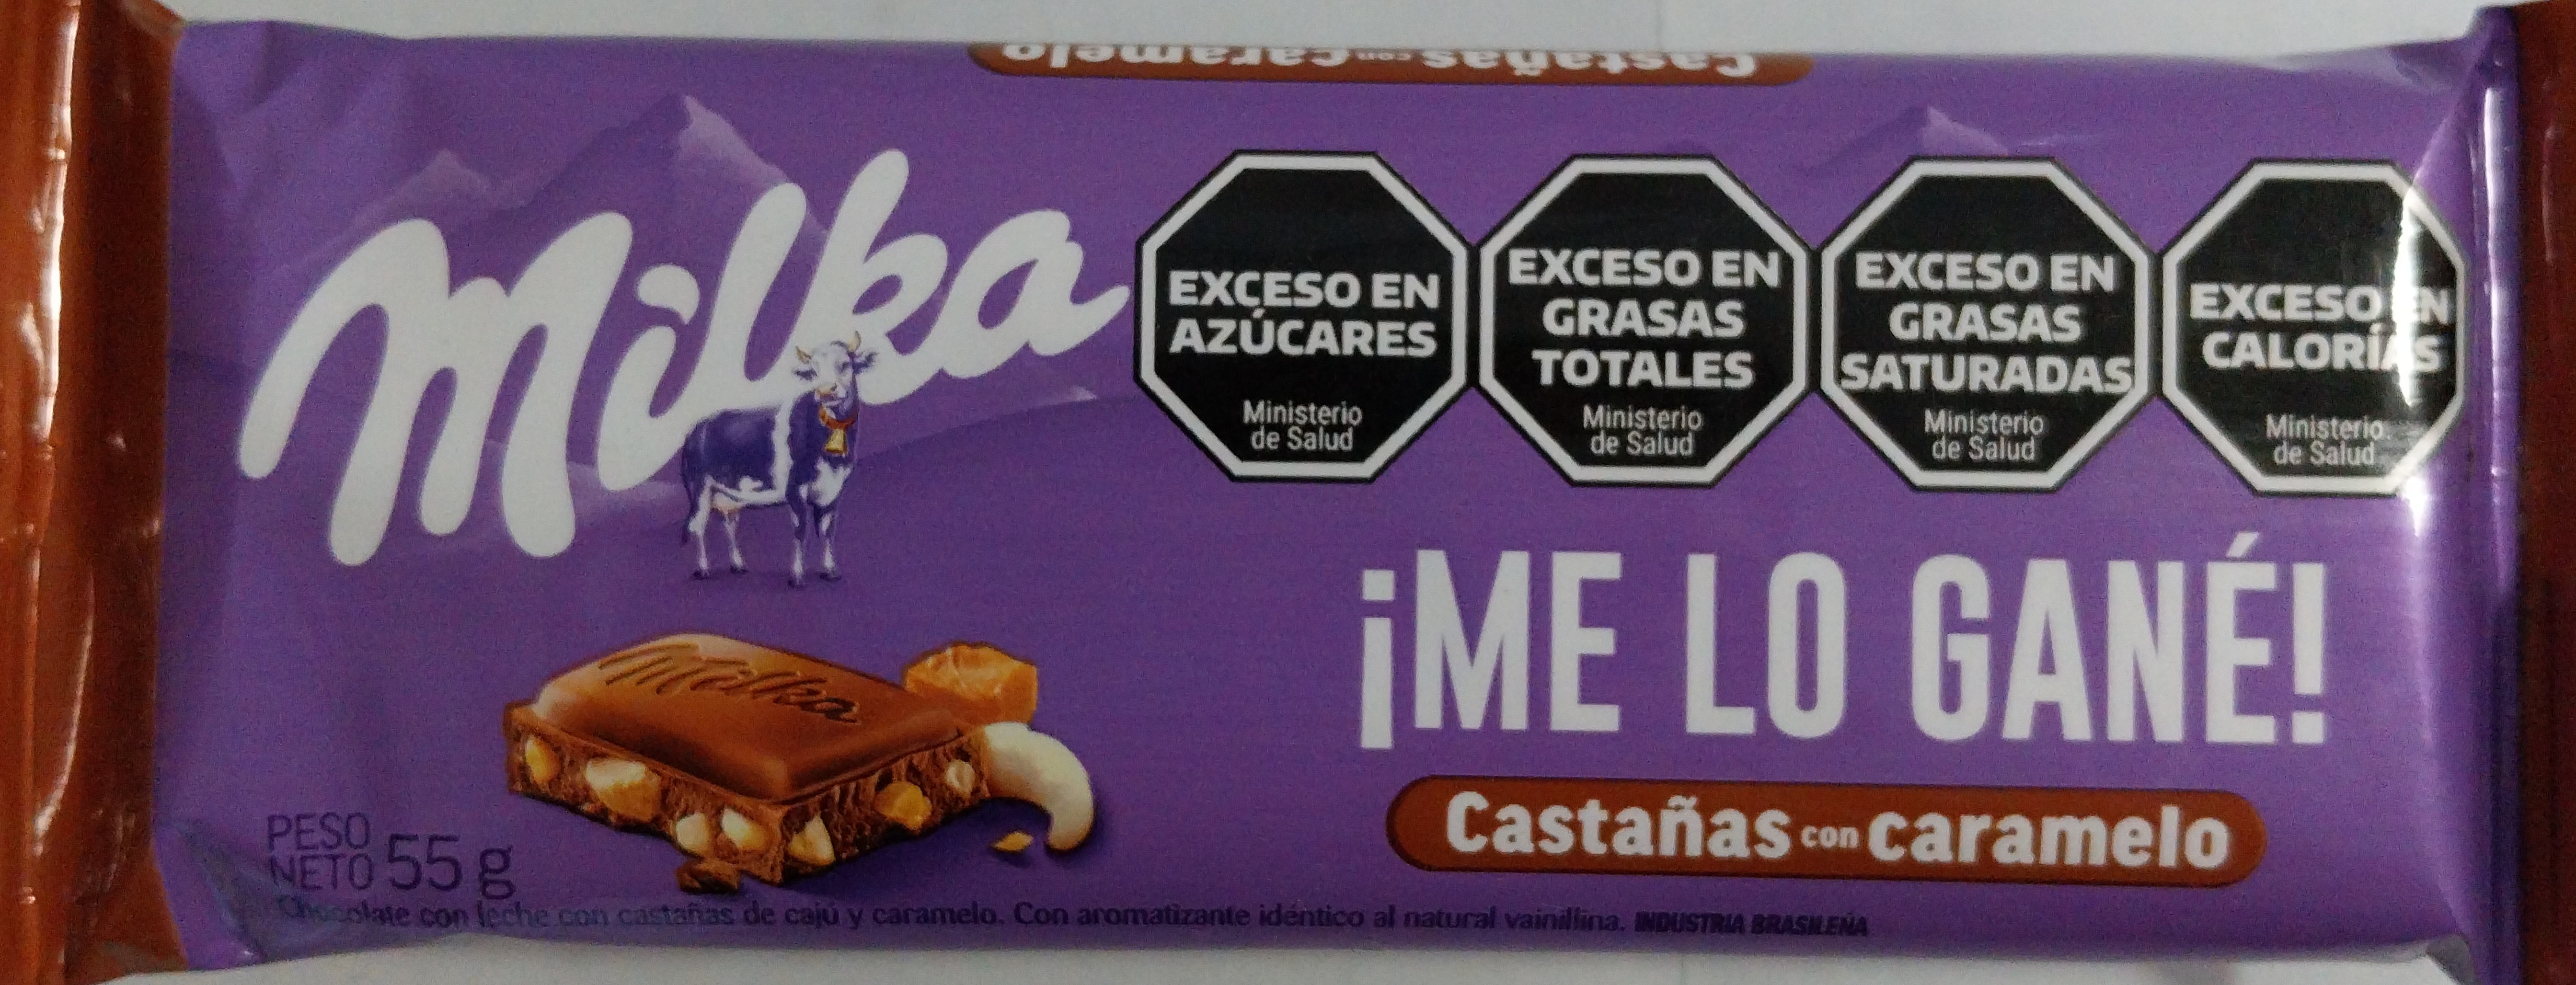 Castañas con caramelo
Milka
EXCESO EN
AZÚCARES
Ministerio
de Salud
EXCESO EN
GRASAS
TOTALES
Ministerio
de Salud
EXCESO EN
GRASAS
SATURADAS
Ministerio
de Salud
EXCESO EN
CALORÍAS
Ministerio
de Salud
¡ME LO GANÉ!
Milka
Castañas con caramelo
PESO
NETO 55 g
Chocolate con leche con castañas de cajú y caramelo. Con aromatizante idéntico al natural vainillina. INDUSTRIA BRASILEÑA